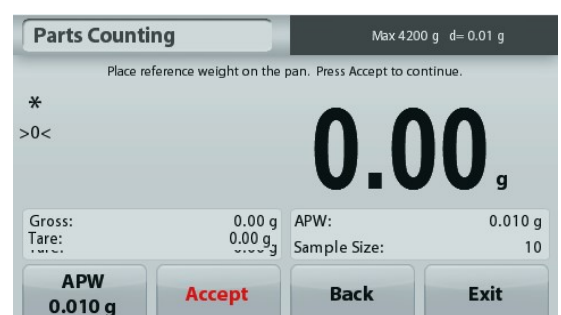 Parts Counting
Max 4200 g d= 0.01 g
Place reference weight on the pan. Press Accept to continue.
*
>0<
0.00 g
Gross: 0.00 g
Tare: 0.00 g
APW: 0.010 g
Sample Size: 10
APW
0.010 g
Accept
Back
Exit